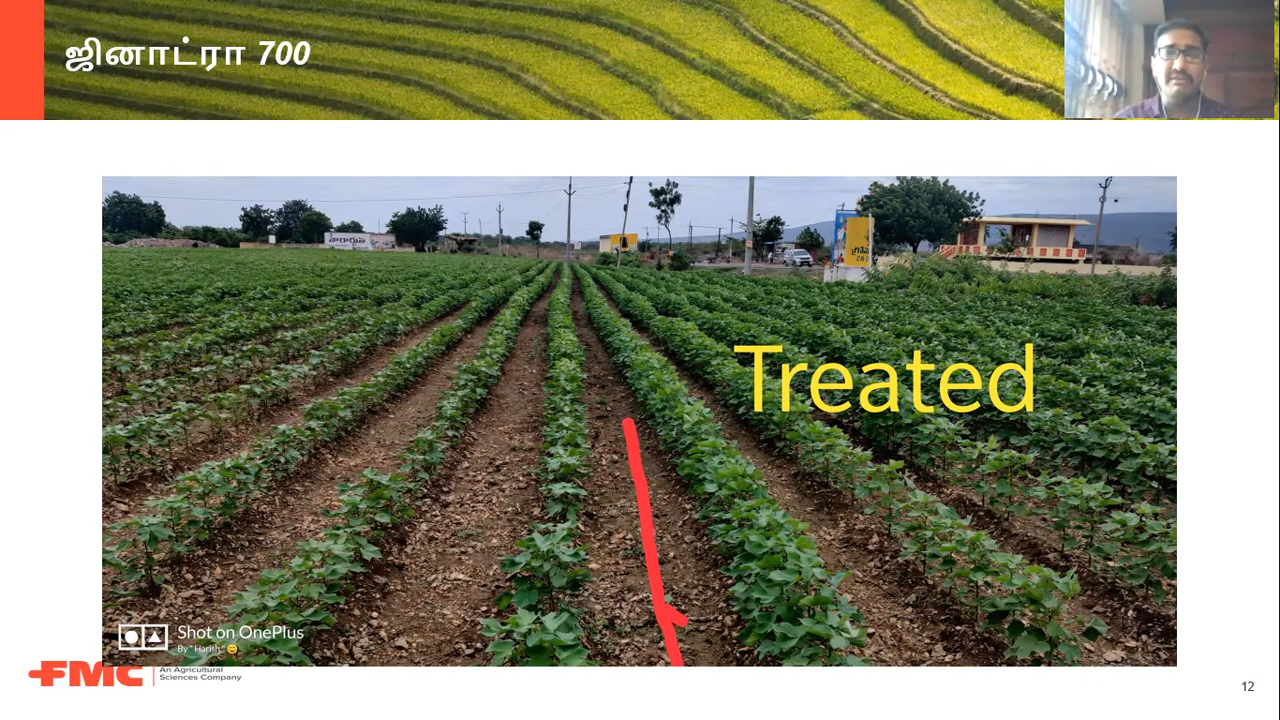 ஜினாட்ரா 700
Treated
Shot on OnePlus
By "Harish" 😊
FMC
An Agricultural
Sciences Company
12